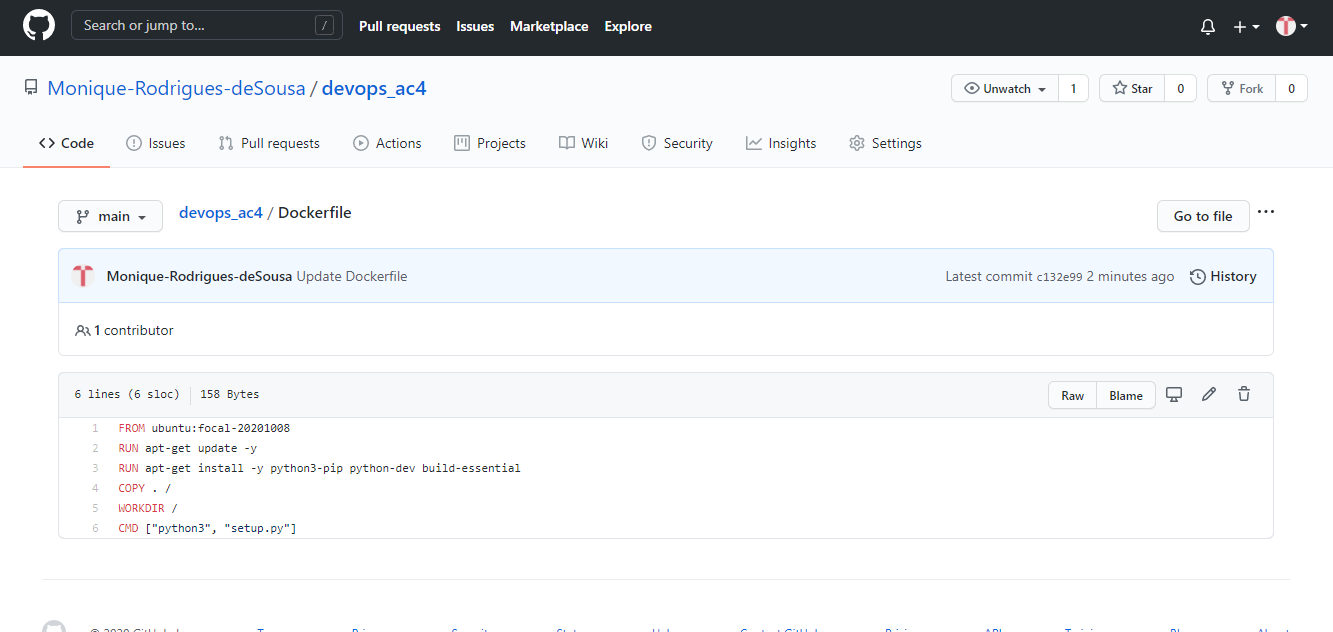 Search or jump to... /
Pull requests Issues Marketplace Explore
Monique-Rodrigues-deSousa / devops_ac4
Unwatch 1 Star 0 Fork 0
Code Issues Pull requests Actions Projects Wiki Security Insights Settings
main devops_ac4 / Dockerfile Go to file ...
Monique-Rodrigues-deSousa Update Dockerfile Latest commit c132e99 2 minutes ago History
1 contributor
6 lines (6 sloc) 158 Bytes Raw Blame
1 FROM ubuntu:focal-20201008
2 RUN apt-get update -y
3 RUN apt-get install -y python3-pip python-dev build-essential
4 COPY . /
5 WORKDIR /
6 CMD ["python3", "setup.py"]